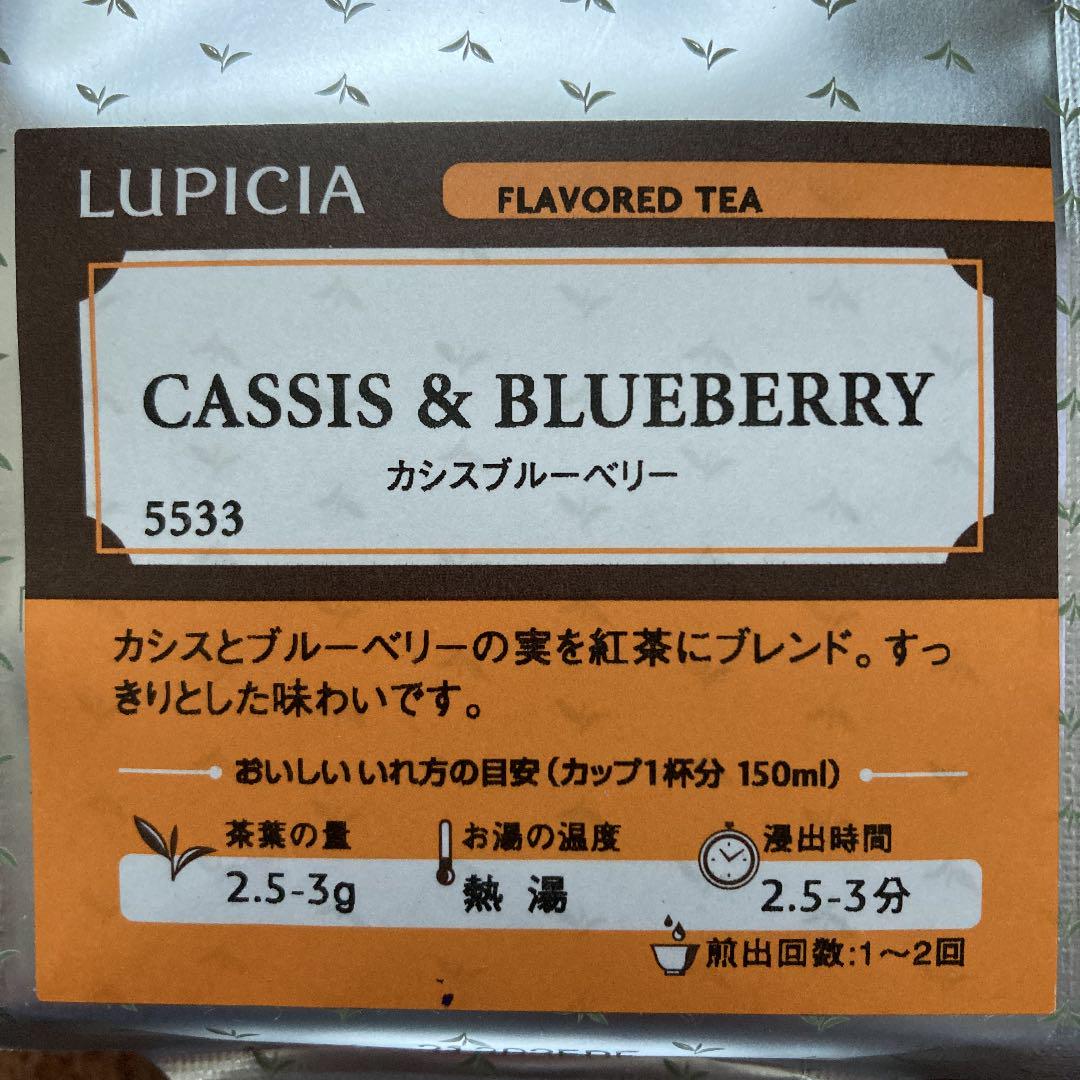 LUPICIA
FLAVORED TEA
CASSIS & BLUEBERRY
カシスブルーベリー
5533
カシスとブルーベリーの実を紅茶にブレンド。すっ
きりとした味わいです。
おいしいいれ方の目安（カップ1杯分 150ml）
茶葉の量 お湯の温度 浸出時間
2.5-3g 熱湯 2.5-3分
煎出回数:1～2回